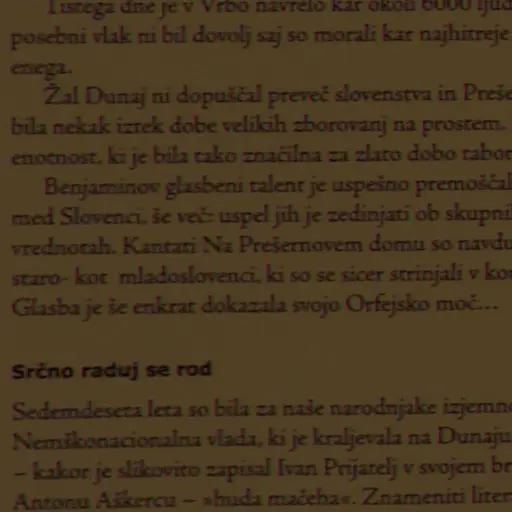 Tistega dne je v Vrbo navrelo kar okoli 6000 ljud
posebni vlak ni bil dovolj saj so morali kar najhitreje
enega.
Žal Dunaj ni dopuščal preveč slovenstva in Preše
bila nekak iztek dobe velikih zborovanj na prostem.
enotnost, ki je bila tako značilna za zlato dobo tabor
Benjaminov glasbeni talent je uspešno premoščal
med Slovenci, še več: uspel jih je zedinjati ob skupni
vrednotah. Kantati Na Prešernovem domu so navdu
staro- kot mladoslovenci, ki so se sicer strinjali v ko
Glasba je še enkrat dokazala svojo Orfejsko moč...
Srčno raduj se rod
Sedemdeseta leta so bila za naše narodnjake izjemno
Nemškonacionalna vlada, ki je kraljevala na Dunaju
– kakor je slikovito zapisal Ivan Prijatelj v svojem be
Antonu Aškercu – »huda mačeha«. Znameniti liter